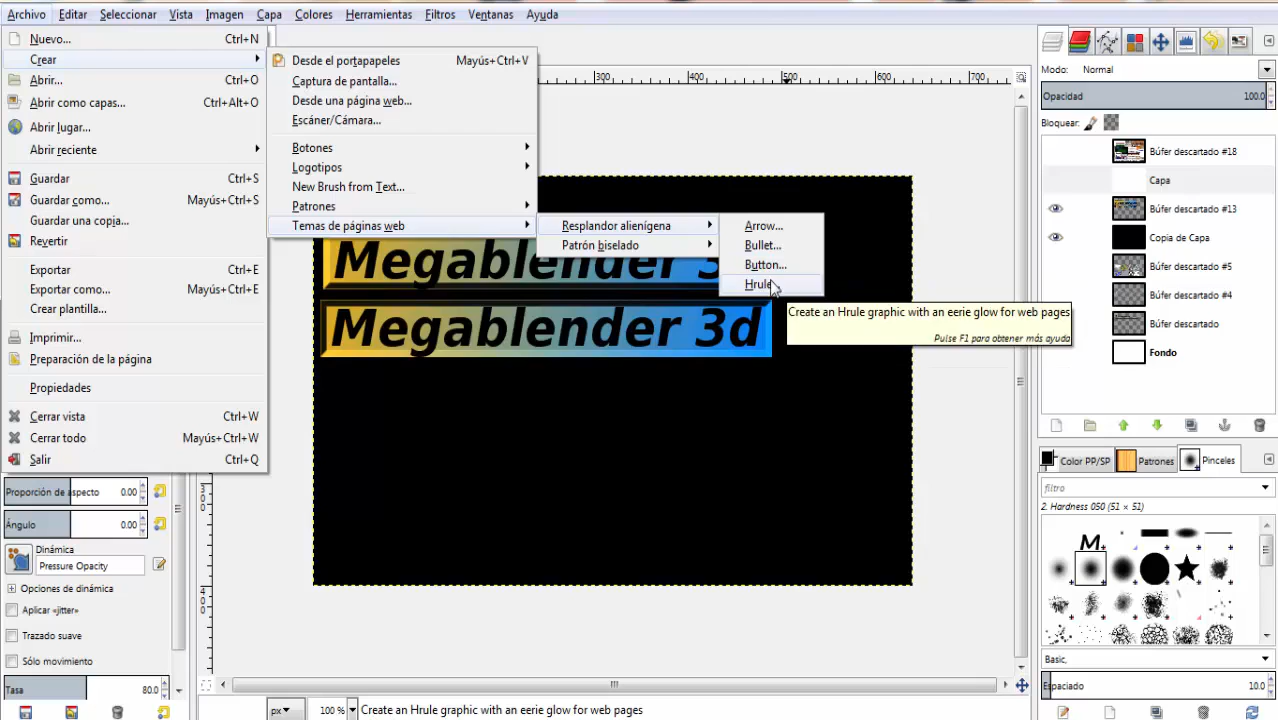 Archivo Editar Seleccionar Vista Imagen Capa Colores Herramientas Filtros Ventanas Ayuda
Nuevo... Ctrl+N
Crear
Abrir... Ctrl+O
Abrir como capas... Ctrl+Alt+O
Abrir lugar...
Abrir reciente
Guardar Ctrl+S
Guardar como... Mayús+Ctrl+S
Guardar una copia...
Revertir
Exportar Ctrl+E
Exportar como... Mayús+Ctrl+E
Crear plantilla...
Imprimir...
Preparación de la página
Propiedades
Cerrar vista Ctrl+W
Cerrar todo Mayús+Ctrl+W
Salir Ctrl+Q
Desde el portapapeles Mayús+Ctrl+V
Captura de pantalla...
Desde una página web...
Escáner/Cámara...
Botones
Logotipos
New Brush from Text...
Patrones
Temas de páginas web
Resplandor alienígena
Patrón biselado
Arrow...
Bullet...
Button...
Hrule
Create an Hrule graphic with an eerie glow for web pages
Pulse F1 para obtener más ayuda
300 400 500 600 700
Megablender 3
Megablender 3d
300
400
Proporción de aspecto 0.00
Ángulo 0.00
Dinámica
Pressure Opacity
Opciones de dinámica
Aplicar «jitter»
Trazado suave
Sólo movimiento
Tasa 80.0
px 100 % Create an Hrule graphic with an eerie glow for web pages
Modo: Normal
Opacidad 100.0
Bloquear:
Búfer descartado #18
Capa
Búfer descartado #13
Copia de Capa
Búfer descartado #5
Búfer descartado #4
Búfer descartado
Fondo
Color PP/SP Patrones Pinceles
filtro
2. Hardness 050 (51 × 51)
M
Basic,
Espaciado 10.0